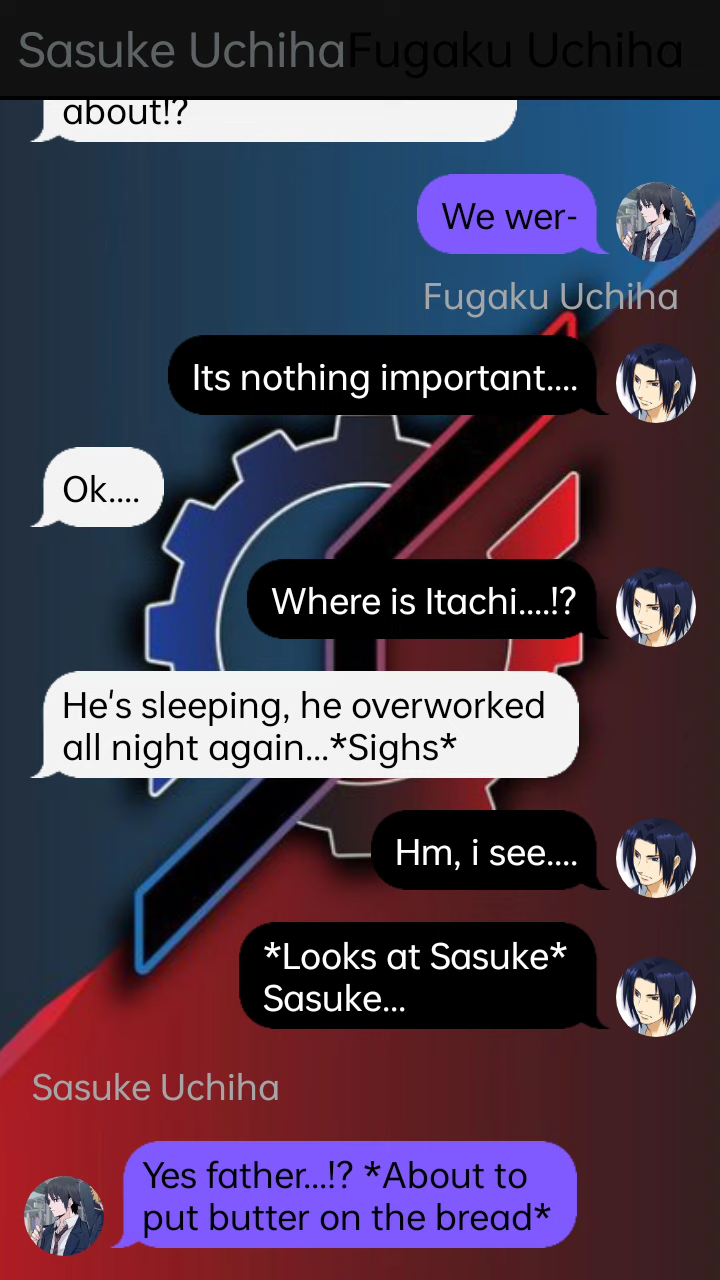 Sasuke UchihaFugaku Uchiha
about!?
We wer-
Fugaku Uchiha
Its nothing important....
Ok....
Where is Itachi....!?
He's sleeping, he overworked
all night again...*Sighs*
Hm, i see....
*Looks at Sasuke*
Sasuke...
Sasuke Uchiha
Yes father...!? *About to
put butter on the bread*